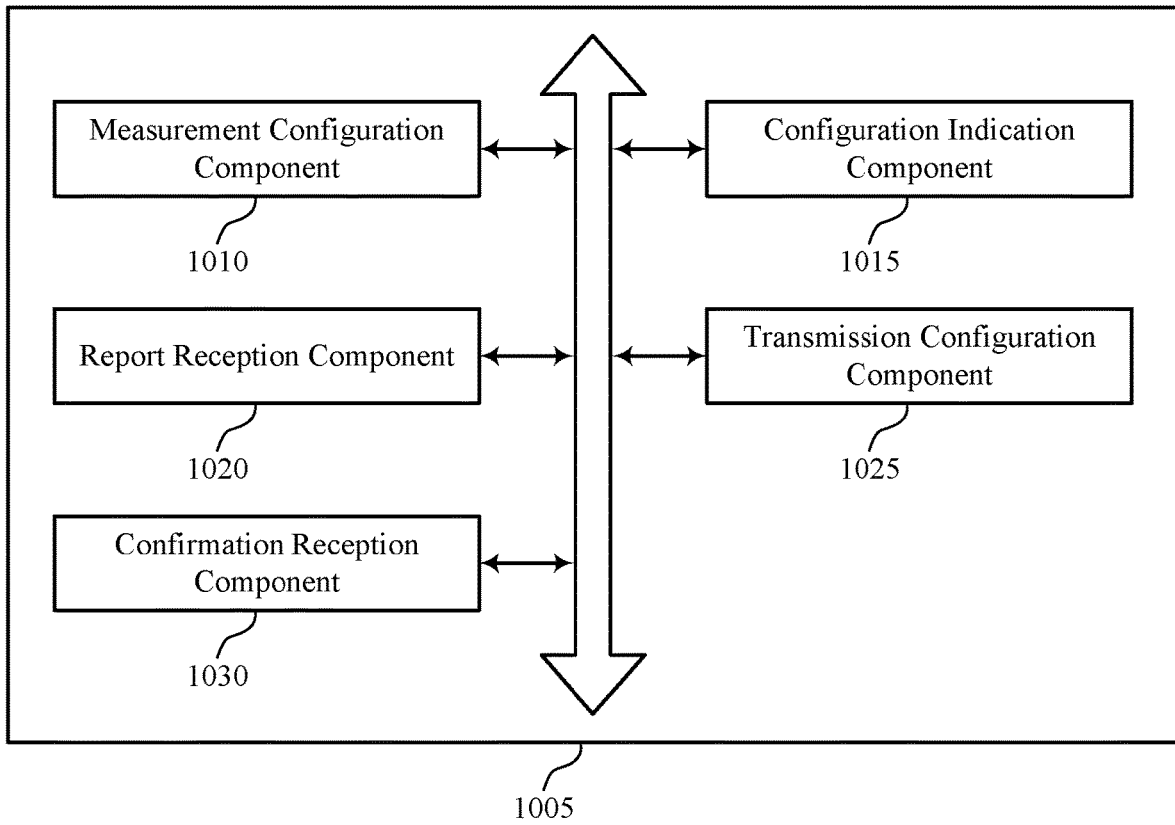 Measurement Configuration
Component
1010
Configuration Indication
Component
1015
Report Reception Component
1020
Transmission Configuration
Component
1025
Confirmation Reception
Component
1030
1005